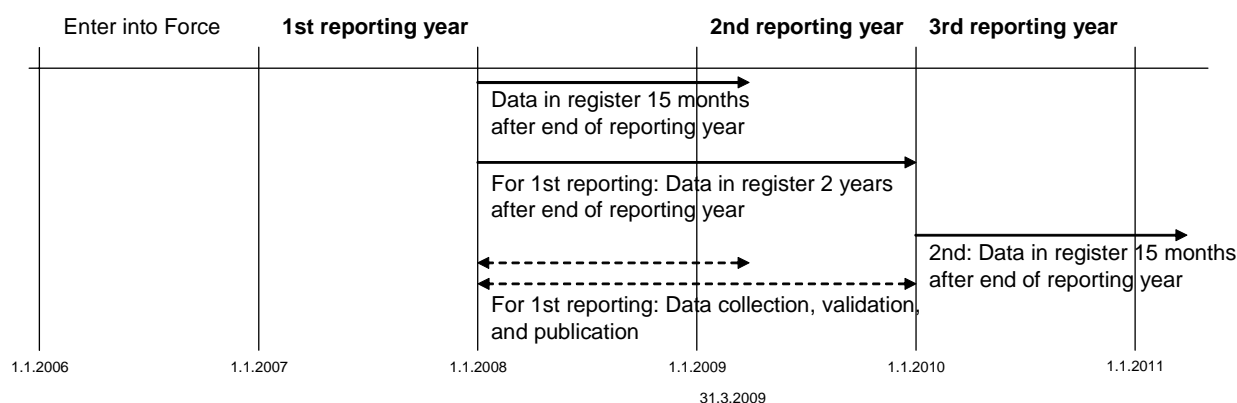 Enter into Force 1st reporting year 2nd reporting year 3rd reporting year
Data in register 15 months
after end of reporting year
For 1st reporting: Data in register 2 years
after end of reporting year
2nd: Data in register 15 months
after end of reporting year
For 1st reporting: Data collection, validation,
and publication
1.1.2006 1.1.2007 1.1.2008 1.1.2009 1.1.2010 1.1.2011
31.3.2009